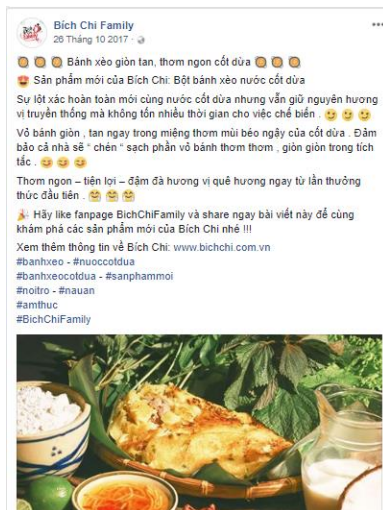 Bích Chi Family
26 Tháng 10 2017 ·
Bánh xèo giòn tan, thơm ngon cốt dừa
Sản phẩm mới của Bích Chi: Bột bánh xèo nước cốt dừa
Sự lột xác hoàn toàn mới cùng nước cốt dừa nhưng vẫn giữ nguyên hương
vị truyền thống mà không tốn nhiều thời gian cho việc chế biến .
Vỏ bánh giòn , tan ngay trong miệng thơm mùi béo ngậy của cốt dừa . Đảm
bảo cả nhà sẽ “ chén “ sạch phần vỏ bánh thơm thơm , giòn giòn trong tích
tắc .
Thơm ngon – tiện lợi – đậm đà hương vị quê hương ngay từ lần thưởng
thức đầu tiên .
Hãy like fanpage BichChiFamily và share ngay bài viết này để cùng
khám phá các sản phẩm mới của Bích Chi nhé !!!
Xem thêm thông tin về Bích Chi: www.bichchi.com.vn
#banhxeo - #nuoccotdua
#banhxeocotdua - #sanphammoi
#noitro - #nauan
#amthuc
#BichChiFamily